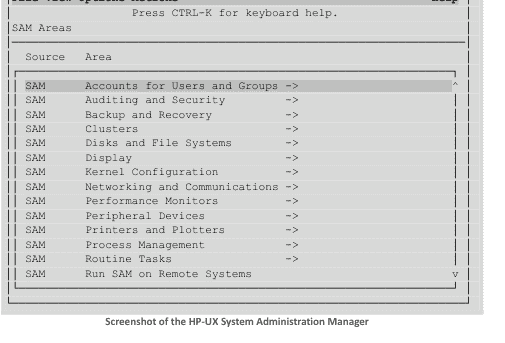 Press CTRL-K for keyboard help.
SAM Areas
Source Area
SAM Accounts for Users and Groups ->
SAM Auditing and Security ->
SAM Backup and Recovery ->
SAM Clusters ->
SAM Disks and File Systems ->
SAM Display ->
SAM Kernel Configuration ->
SAM Networking and Communications ->
SAM Performance Monitors ->
SAM Peripheral Devices ->
SAM Printers and Plotters ->
SAM Process Management ->
SAM Routine Tasks ->
SAM Run SAM on Remote Systems
Screenshot of the HP-UX System Administration Manager